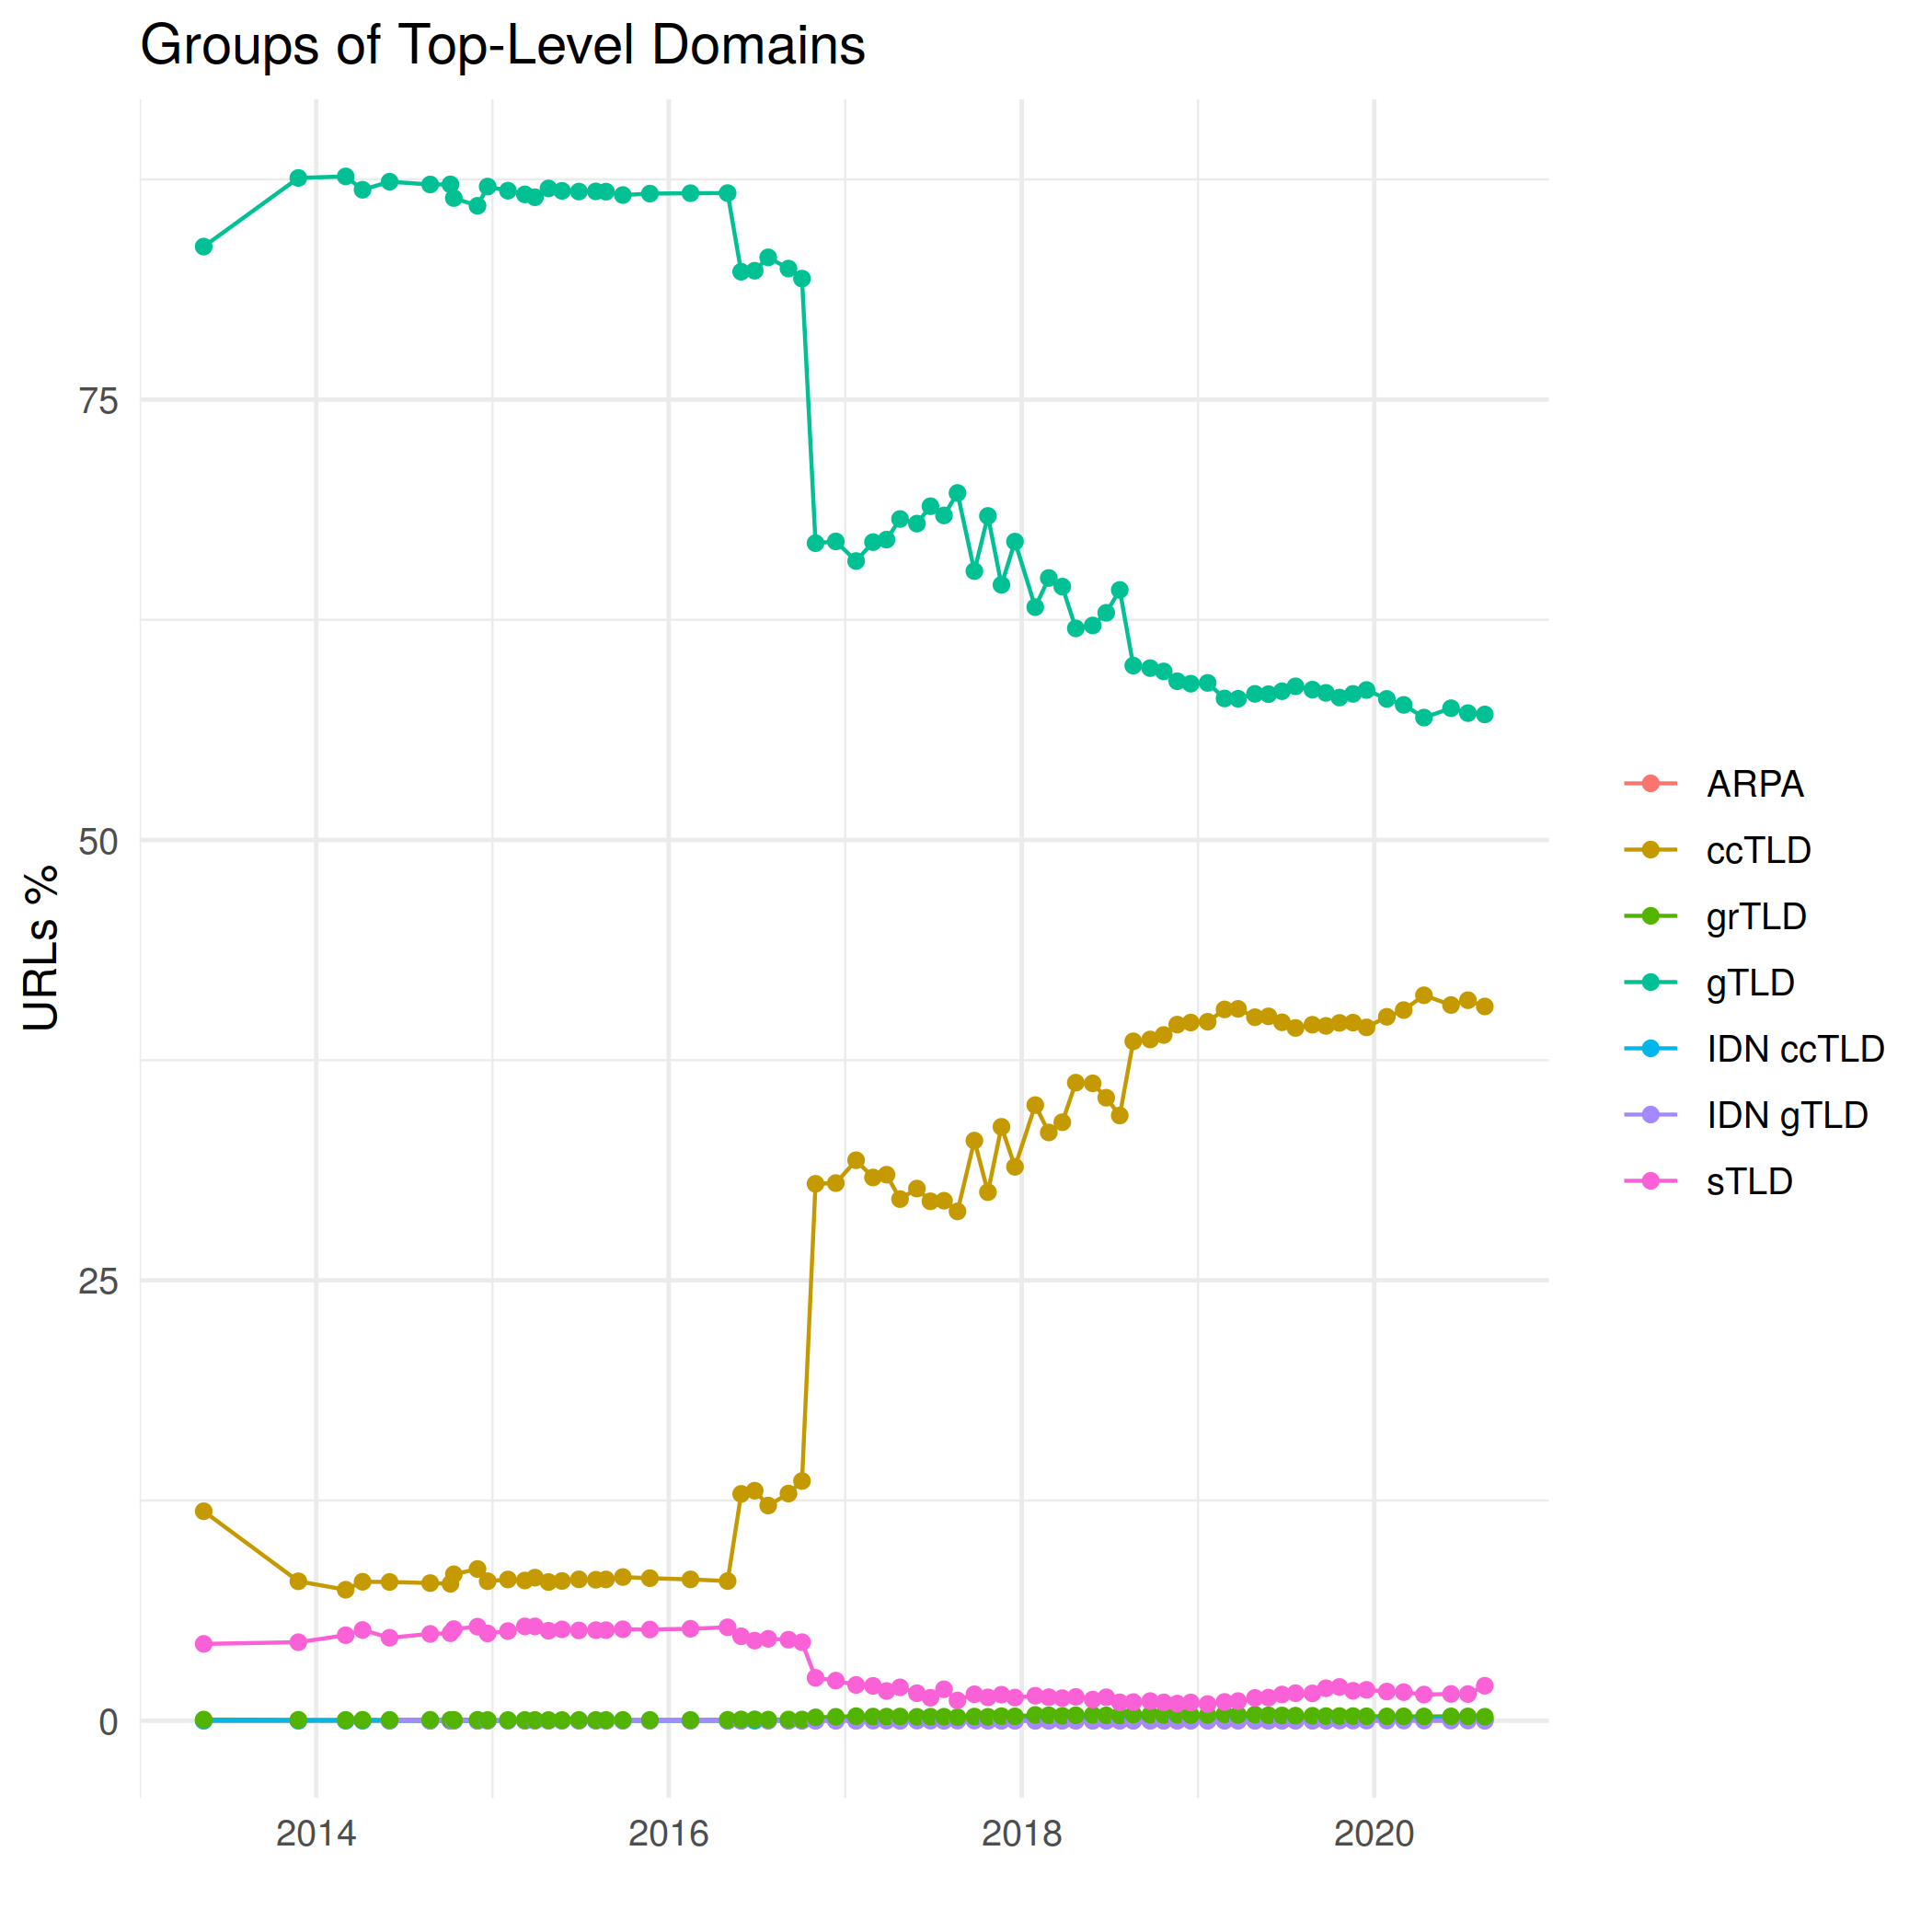 Groups of Top-Level Domains
URLs %
75
50
25
0
2014
2016
2018
2020
ARPA
ccTLD
grTLD
gTLD
IDN ccTLD
IDN gTLD
sTLD